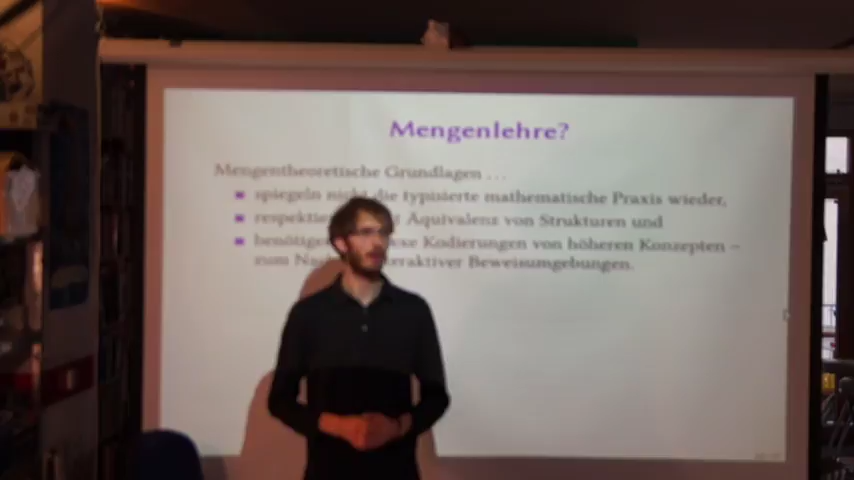 Mengenlehre?
Mengentheoretische Grundlagen ...
spiegeln nicht die typisierte mathematische Praxis wieder,
Äquivalenz von Strukturen und
Kodierungen von höheren Konzepten –
zum Beweisumgebungen.